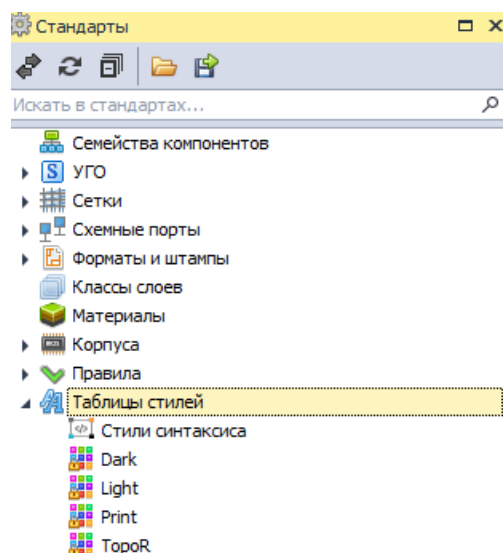 Стандарты
Искать в стандартах...
Семейства компонентов
S УГО
Сетки
Схемные порты
Форматы и штампы
Классы слоев
Материалы
Корпуса
Правила
Таблицы стилей
Стили синтаксиса
Dark
Light
Print
TopoR